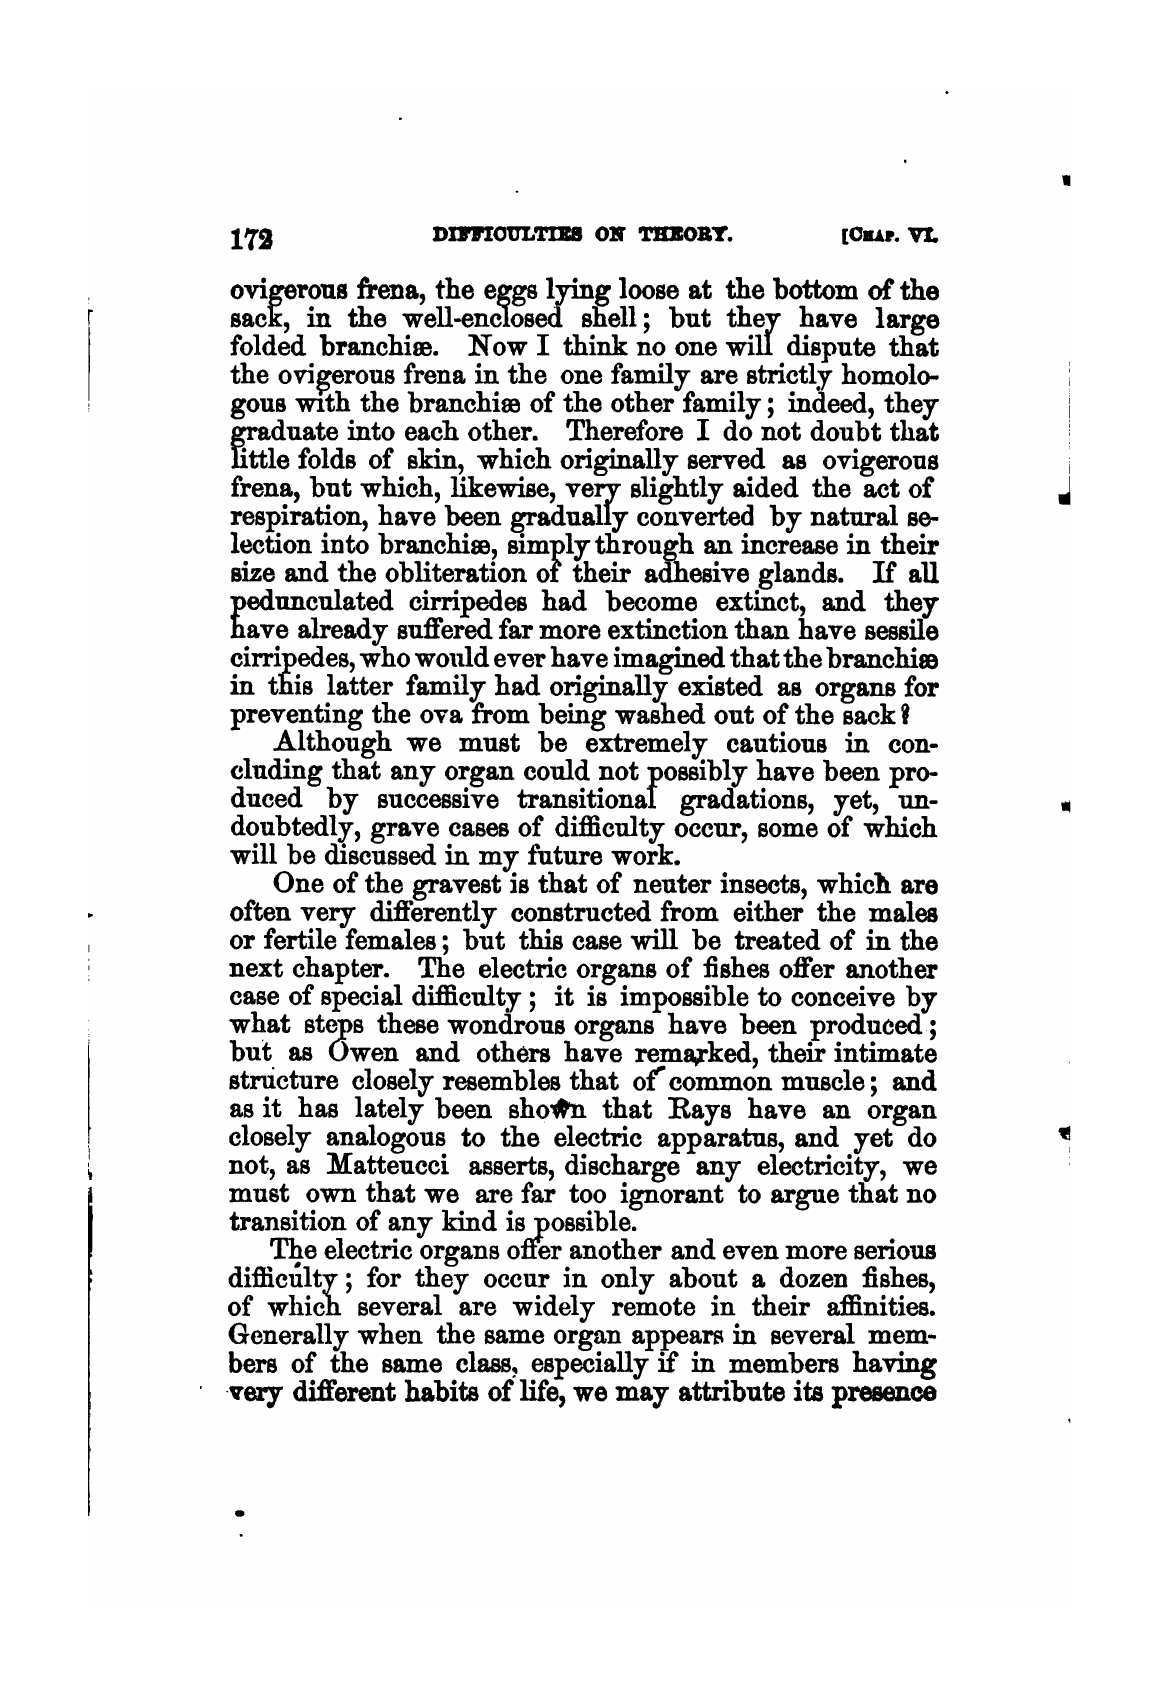 172 DIFFICULTIES ON THEORY. [CHAP. VI.
ovigerous frena, the eggs lying loose at the bottom of the
sack, in the well-enclosed shell; but they have large
folded branchiæ. Now I think no one will dispute that
the ovigerous frena in the one family are strictly homolo-
gous with the branchiæ of the other family; indeed, they
graduate into each other. Therefore I do not doubt that
little folds of skin, which originally served as ovigerous
frena, but which, likewise, very slightly aided the act of
respiration, have been gradually converted by natural se-
lection into branchiæ, simply through an increase in their
size and the obliteration of their adhesive glands. If all
pedunculated cirripedes had become extinct, and they
have already suffered far more extinction than have sessile
cirripedes, who would ever have imagined that the branchiæ
in this latter family had originally existed as organs for
preventing the ova from being washed out of the sack?
Although we must be extremely cautious in con-
cluding that any organ could not possibly have been pro-
duced by successive transitional gradations, yet, un-
doubtedly, grave cases of difficulty occur, some of which
will be discussed in my future work.
One of the gravest is that of neuter insects, which are
often very differently constructed from either the males
or fertile females; but this case will be treated of in the
next chapter. The electric organs of fishes offer another
case of special difficulty; it is impossible to conceive by
what steps these wondrous organs have been produced;
but as Owen and others have remarked, their intimate
structure closely resembles that of common muscle; and
as it has lately been shown that Rays have an organ
closely analogous to the electric apparatus, and yet do
not, as Matteucci asserts, discharge any electricity, we
must own that we are far too ignorant to argue that no
transition of any kind is possible.
The electric organs offer another and even more serious
difficulty; for they occur in only about a dozen fishes,
of which several are widely remote in their affinities.
Generally when the same organ appears in several mem-
bers of the same class, especially if in members having
very different habits of life, we may attribute its presence